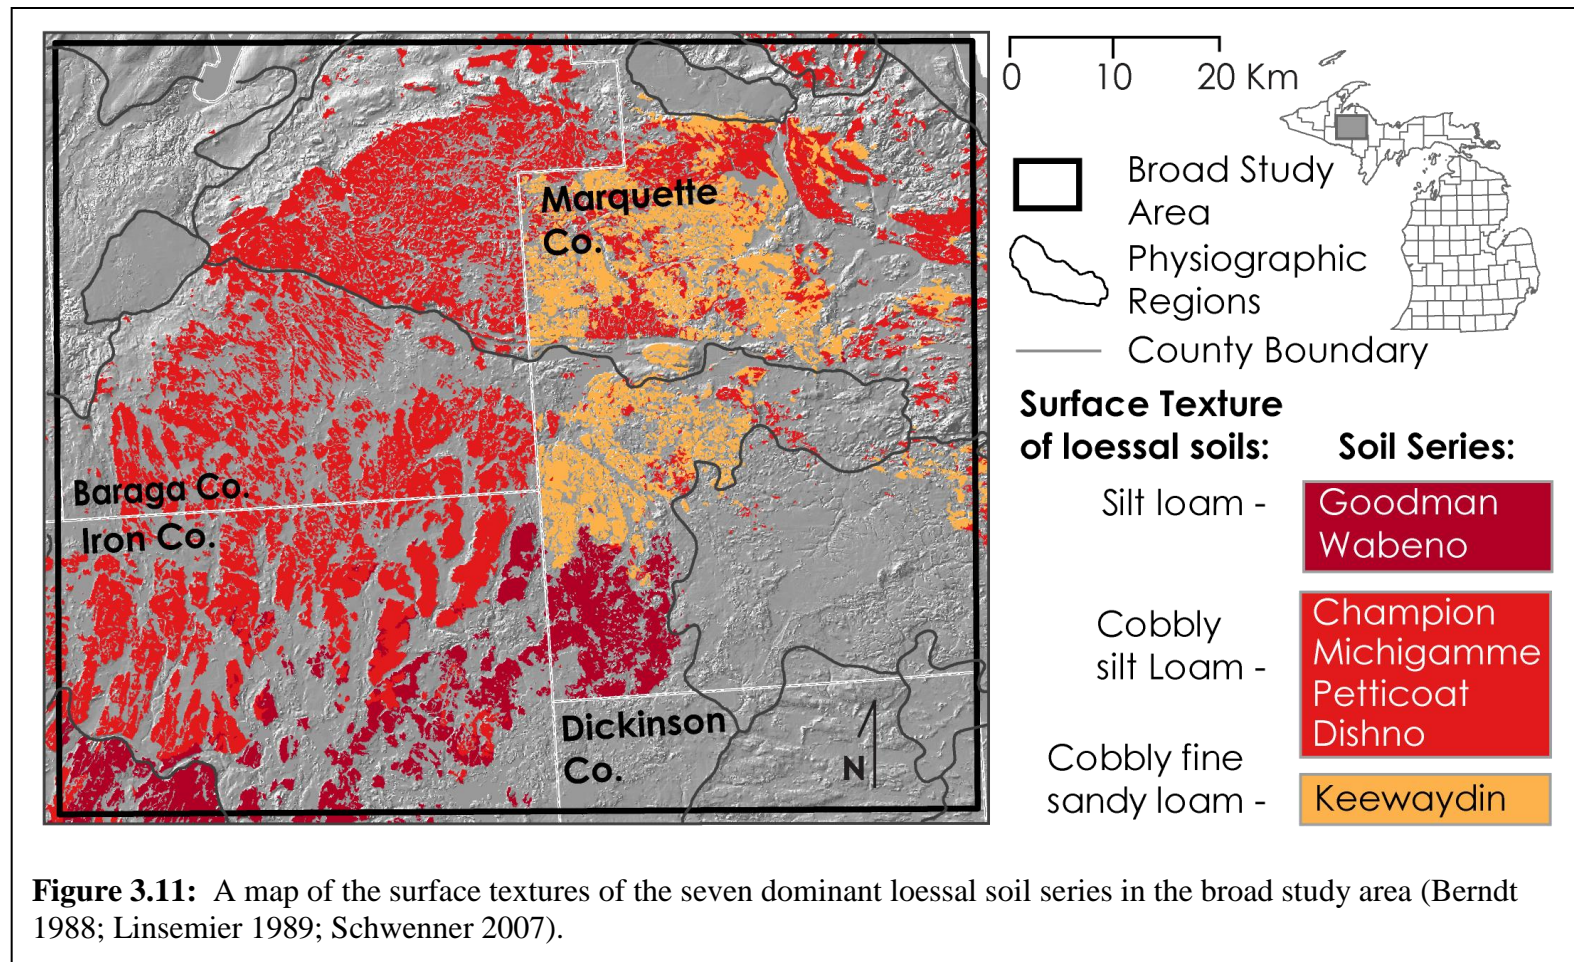 Marquette
Co.
Baraga Co.
Iron Co.
Dickinson
Co.
N
0 10 20 Km
Broad Study
Area
Physiographic
Regions
County Boundary
Surface Texture
of loessal soils:
Soil Series:
Silt loam -
Goodman
Wabeno
Cobbly
silt Loam -
Champion
Michigamme
Petticoat
Dishno
Cobbly fine
sandy loam -
Keewaydin
Figure 3.11: A map of the surface textures of the seven dominant loessal soil series in the broad study area (Berndt
1988; Linsemier 1989; Schwenner 2007).